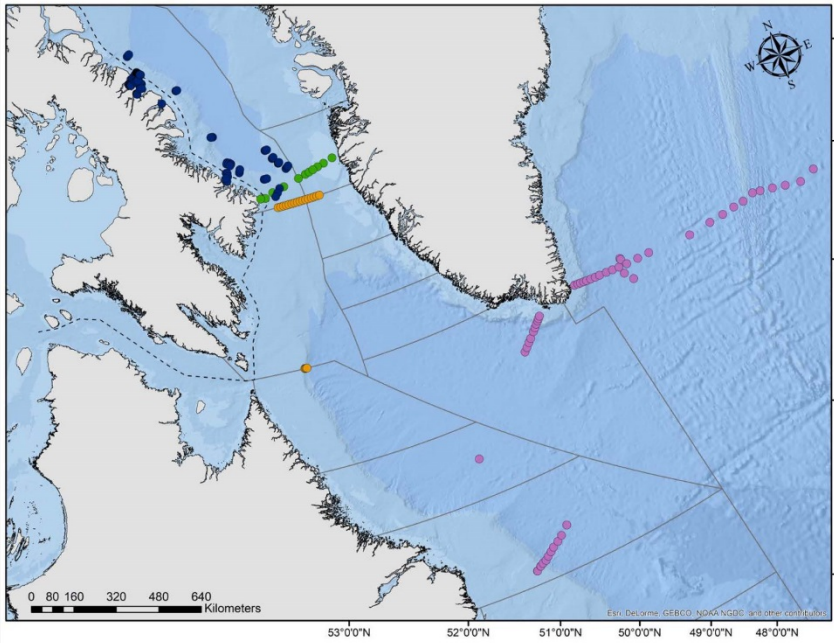 N
W E
S
0 80 160 320 480 640
Kilometers
Esri, DeLorme, GEBCO, NOAA NGDC, and other contributors
53°0'0"N 52°0'0"N 51°0'0"N 50°0'0"N 49°0'0"N 48°0'0"N